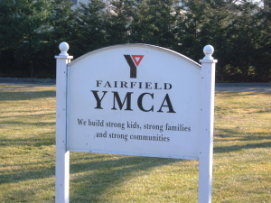 FAIRFIELD
YMCA
We build strong kids, strong families
and strong communities